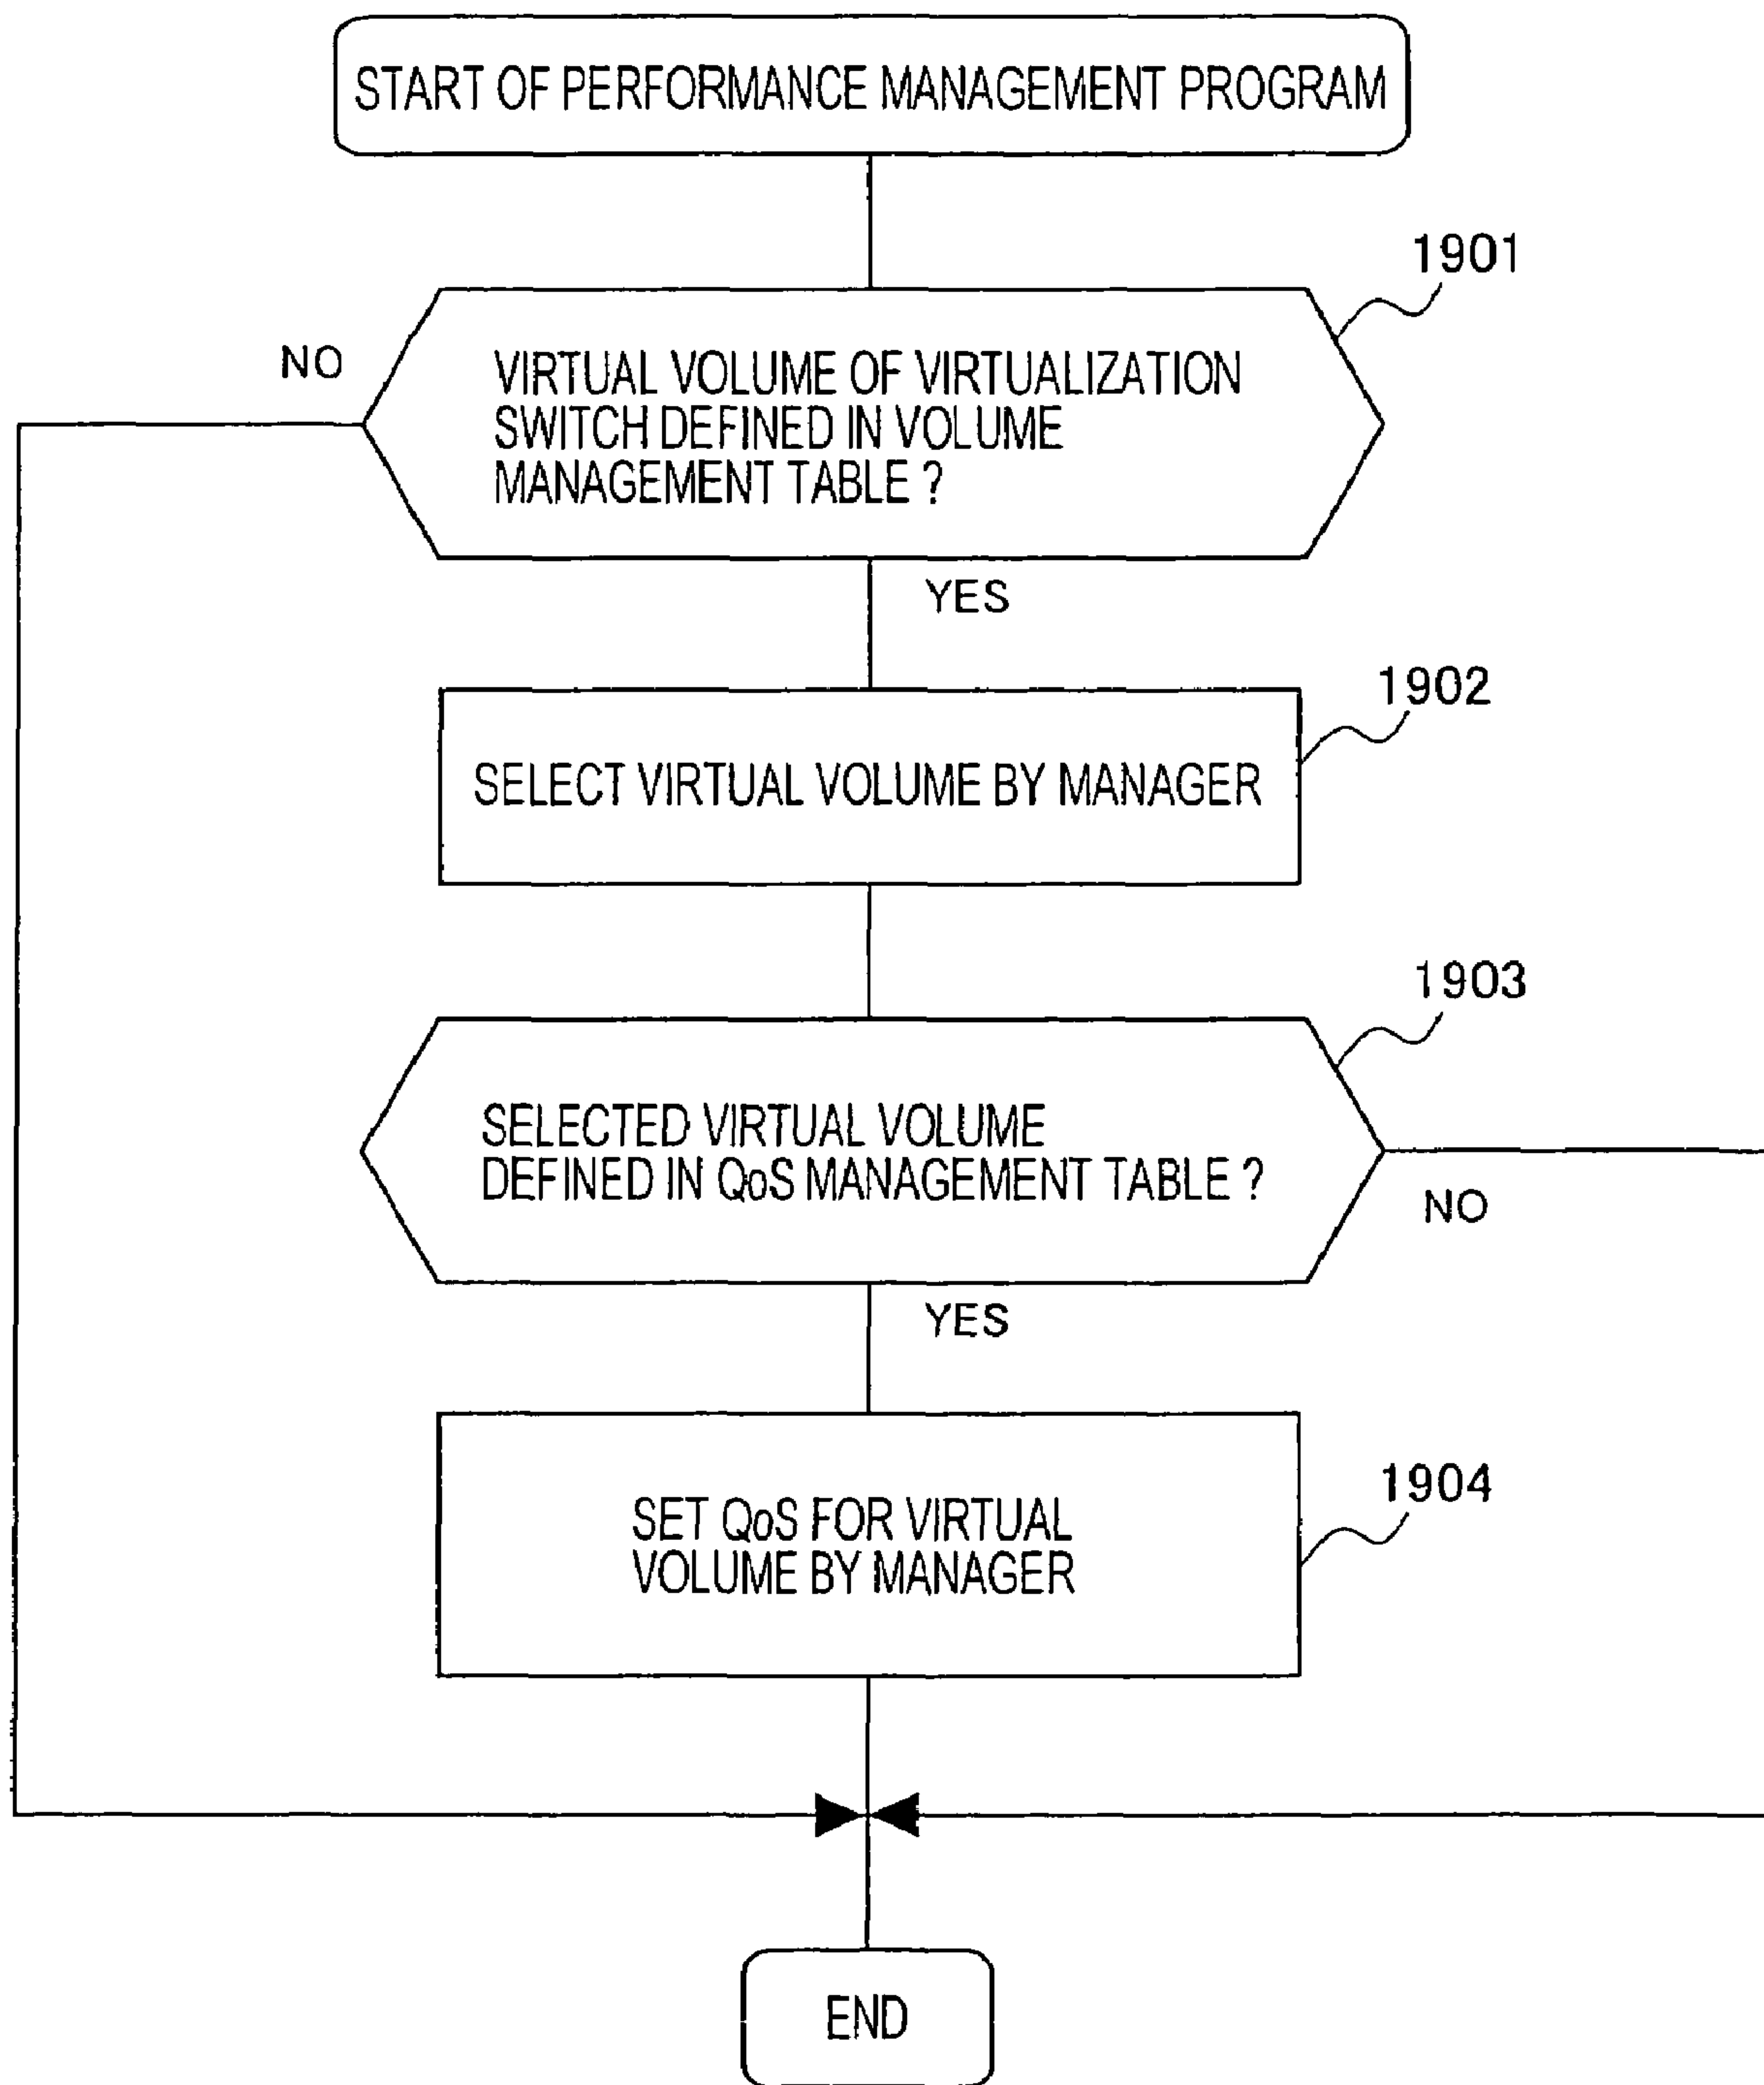 START OF PERFORMANCE MANAGEMENT PROGRAM
1901
NO
VIRTUAL VOLUME OF VIRTUALIZATION
SWITCH DEFINED IN VOLUME
MANAGEMENT TABLE ?
YES
1902
SELECT VIRTUAL VOLUME BY MANAGER
1903
SELECTED VIRTUAL VOLUME
DEFINED IN QoS MANAGEMENT TABLE ?
NO
YES
1904
SET QoS FOR VIRTUAL
VOLUME BY MANAGER
END